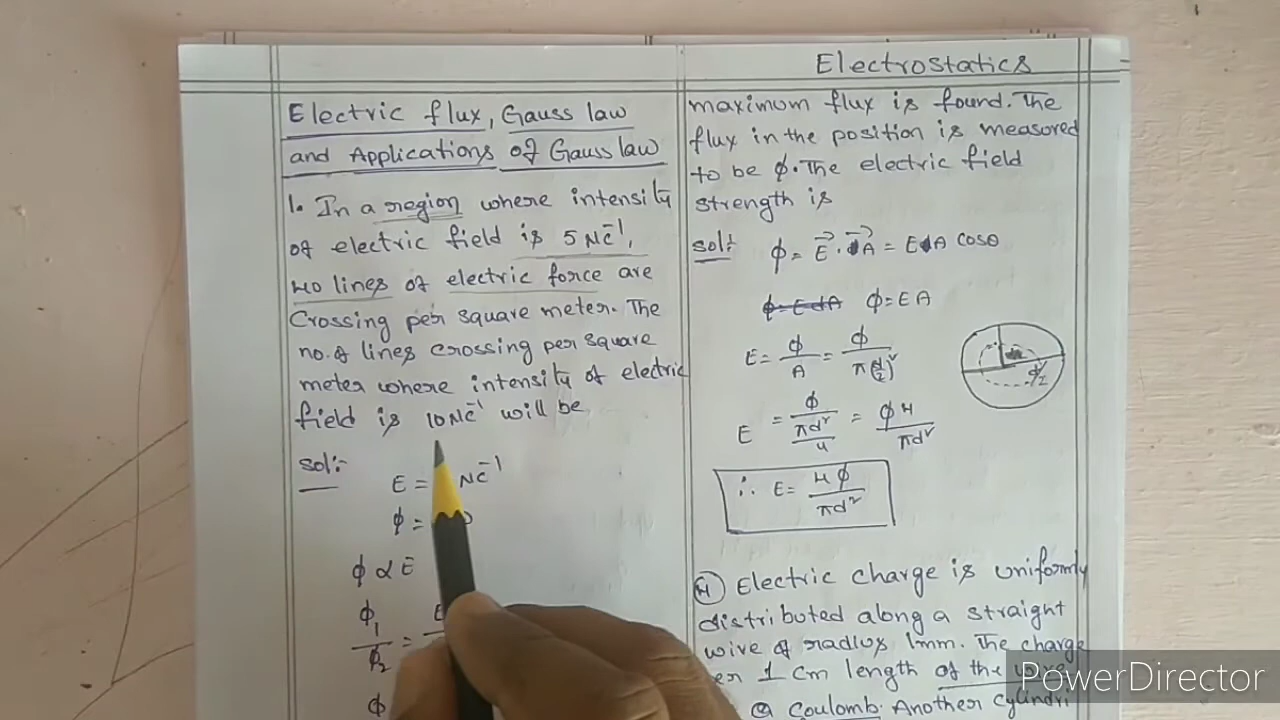 Electrostatics
Electric flux, Gauss law
and Applications of Gauss law
1. In a region where intensity
of electric field is 5 NC⁻¹,
40 lines of electric force are
Crossing per square meter. The
no. of lines crossing per square
meter where intensity of electric
field is 10 NC⁻¹ will be
Sol:-
E = NC⁻¹
ϕ =
ϕ ∝ E
ϕ₁/ϕ₂ =
ϕ
maximum flux is found. The
flux in the position is measured
to be ϕ. The electric field
strength is
Sol:
ϕ = E⃗ · A⃗ = EA cosθ
ϕ = EA
E = ϕ/A = ϕ/π(d/2)²
E = ϕ/(πd²/4) = ϕ4/πd²
∴ E = 4ϕ/πd²
d/2
4 Electric charge is uniformly
distributed along a straight
wire of radius 1mm. The charge
1 cm length of the wire
Q Coulomb. Another cylindri
PowerDirector